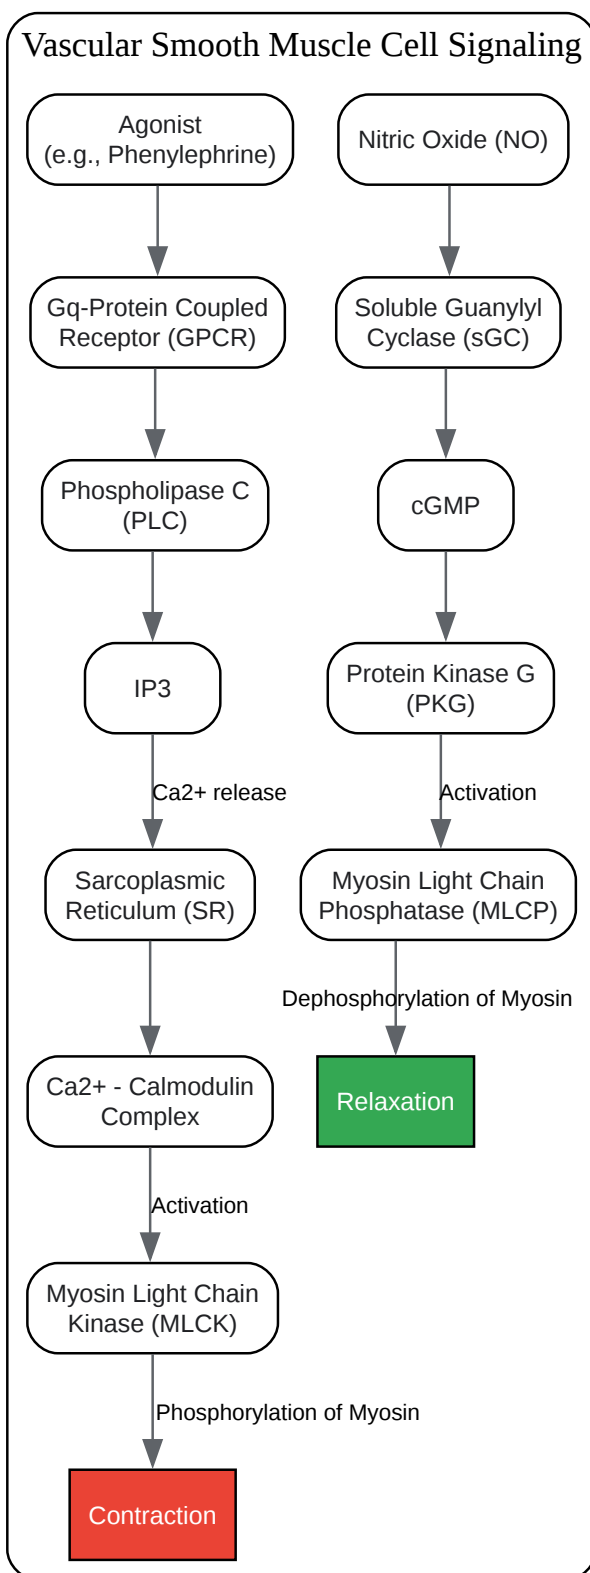 Vascular Smooth Muscle Cell Signaling
Agonist
(e.g., Phenylephrine)
Gq-Protein Coupled
Receptor (GPCR)
Phospholipase C
(PLC)
IP3
Ca2+ release
Sarcoplasmic
Reticulum (SR)
Ca2+ - Calmodulin
Complex
Activation
Myosin Light Chain
Kinase (MLCK)
Phosphorylation of Myosin
Contraction
Nitric Oxide (NO)
Soluble Guanylyl
Cyclase (sGC)
cGMP
Protein Kinase G
(PKG)
Activation
Myosin Light Chain
Phosphatase (MLCP)
Dephosphorylation of Myosin
Relaxation